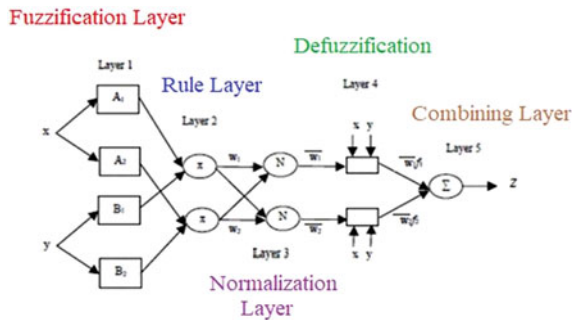 Fuzzification Layer
Defuzzification
Layer 1
Rule Layer
Layer 4
Combining Layer
A₁
Layer 2
x y
Layer 5
x
w₁
N
w̅₁
w̅₁f₁
A₂
π
Σ
Z
B₁
π
N
y
w₂
w̅₂
w̅₂f₂
Layer 3
x y
B₂
Normalization
Layer